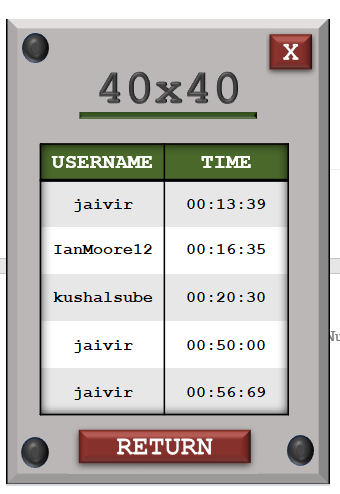 X
40x40
USERNAME TIME
jaivir 00:13:39
IanMoore12 00:16:35
kushalsube 00:20:30
jaivir 00:50:00
jaivir 00:56:69
RETURN